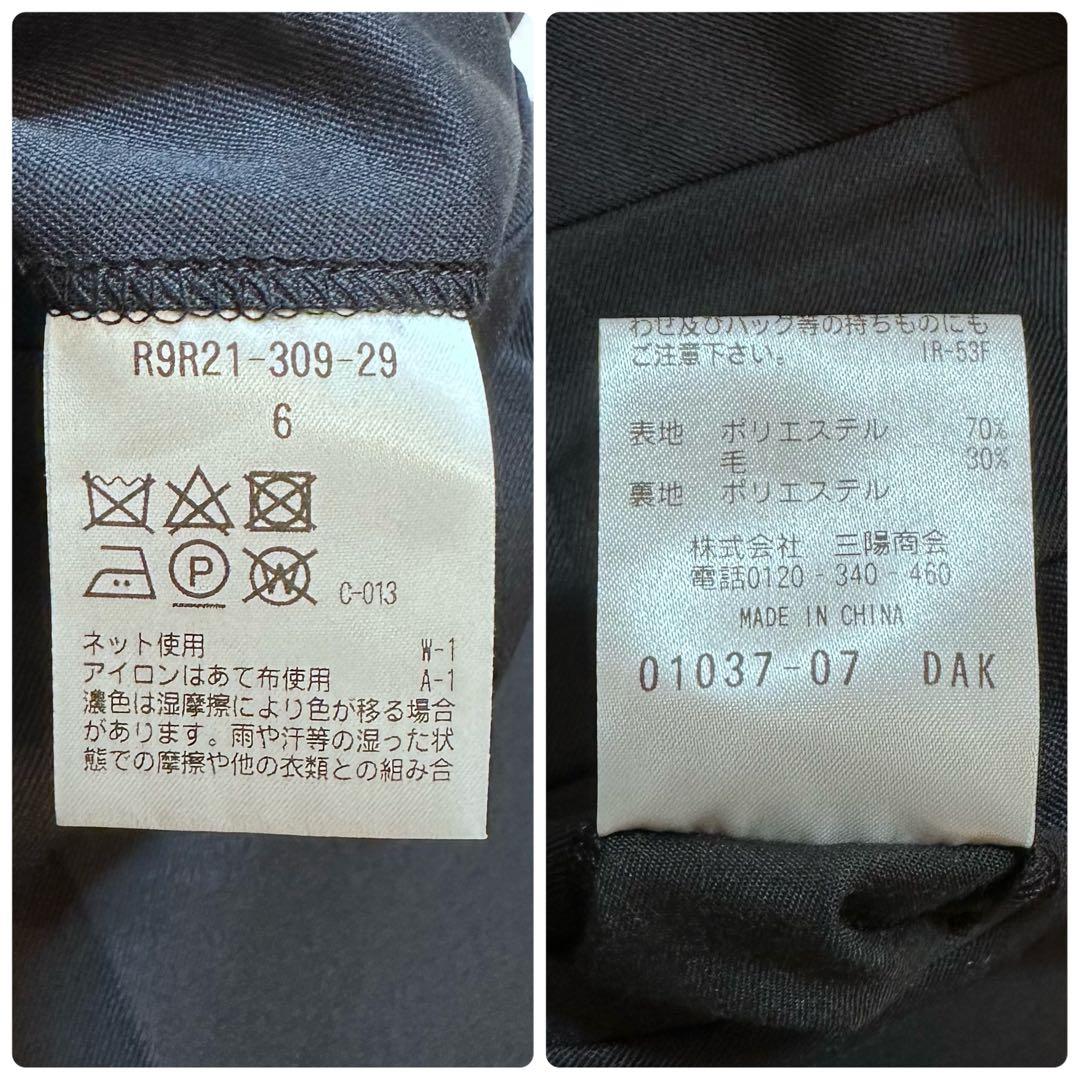 R9R21-309-29
6
P
W
C-013
ネット使用 W-1
アイロンはあて布使用 A-1
濃色は湿摩擦により色が移る場合
があります。雨や汗等の湿った状
態での摩擦や他の衣類との組み合
わせ及びバッグ等の持ちものにも
ご注意下さい。 IR-53F
表地 ポリエステル 70%
毛 30%
裏地 ポリエステル
株式会社 三陽商会
電話0120-340-460
MADE IN CHINA
01037-07 DAK